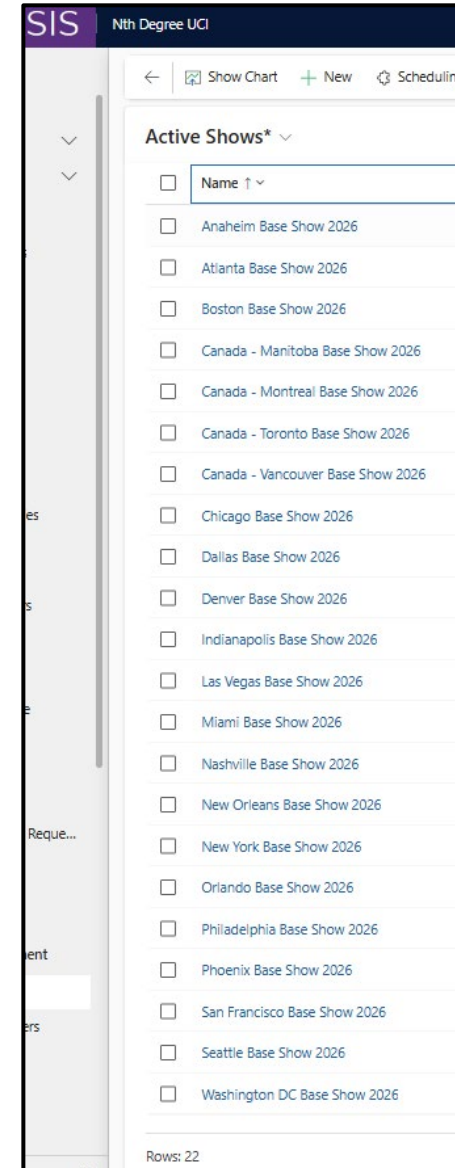 SIS Nth Degree UCI
Show Chart New Schedulin
Active Shows*
Name
Anaheim Base Show 2026
Atlanta Base Show 2026
Boston Base Show 2026
Canada - Manitoba Base Show 2026
Canada - Montreal Base Show 2026
Canada - Toronto Base Show 2026
Canada - Vancouver Base Show 2026
es
Chicago Base Show 2026
Dallas Base Show 2026
Denver Base Show 2026
Indianapolis Base Show 2026
Las Vegas Base Show 2026
Miami Base Show 2026
Nashville Base Show 2026
New Orleans Base Show 2026
Reque...
New York Base Show 2026
Orlando Base Show 2026
Philadelphia Base Show 2026
ent
Phoenix Base Show 2026
San Francisco Base Show 2026
ers
Seattle Base Show 2026
Washington DC Base Show 2026
Rows: 22